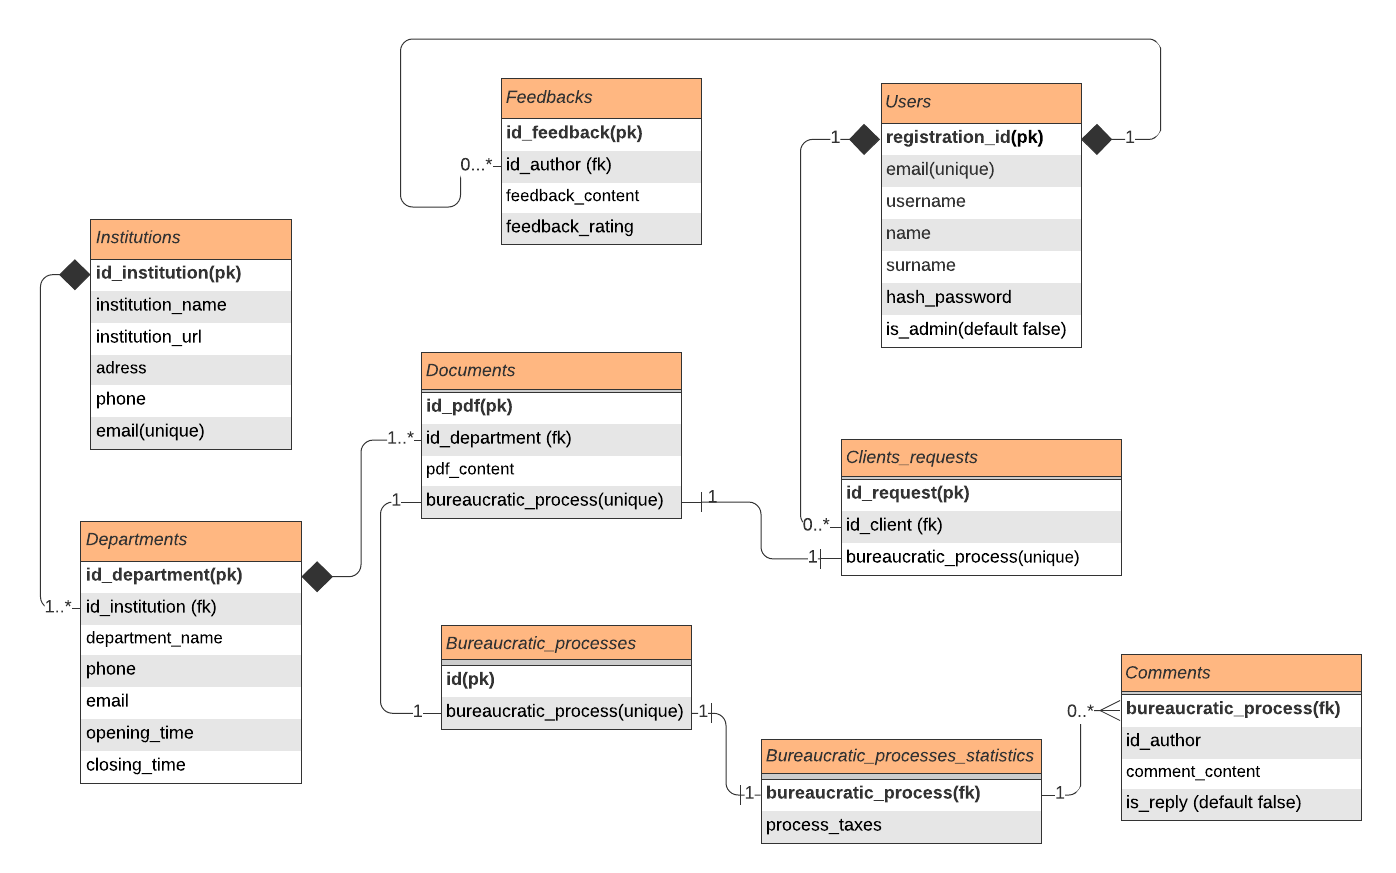 Feedbacks
id_feedback(pk)
0...*
id_author (fk)
feedback_content
feedback_rating
Users
1
registration_id(pk)
1
email(unique)
username
name
surname
hash_password
is_admin(default false)
Institutions
id_institution(pk)
institution_name
institution_url
adress
phone
email(unique)
Documents
id_pdf(pk)
1..*
id_department (fk)
pdf_content
1
bureaucratic_process(unique)
1
Clients_requests
id_request(pk)
0..*
id_client (fk)
1
bureaucratic_process(unique)
Departments
id_department(pk)
1..*
id_institution (fk)
department_name
phone
email
opening_time
closing_time
Bureaucratic_processes
id(pk)
1
bureaucratic_process(unique)
1
Bureaucratic_processes_statistics
1
bureaucratic_process(fk)
1
process_taxes
Comments
0..*
bureaucratic_process(fk)
id_author
comment_content
is_reply (default false)